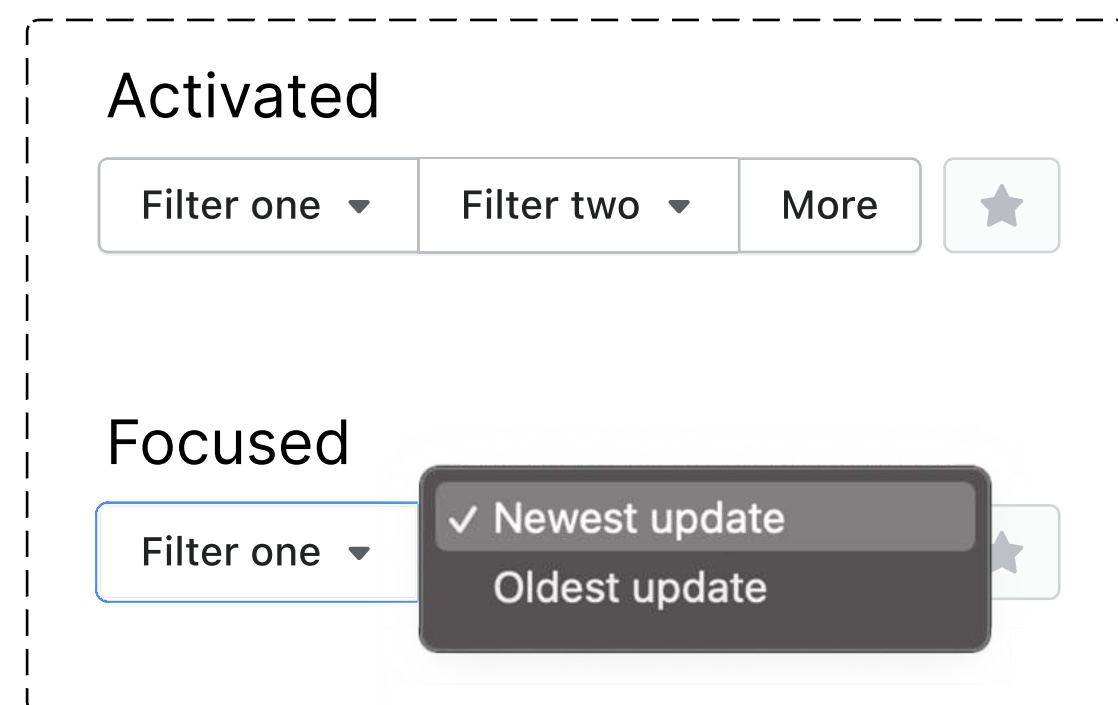 Activated
Filter one Filter two More
Focused
Filter one
✓ Newest update
Oldest update